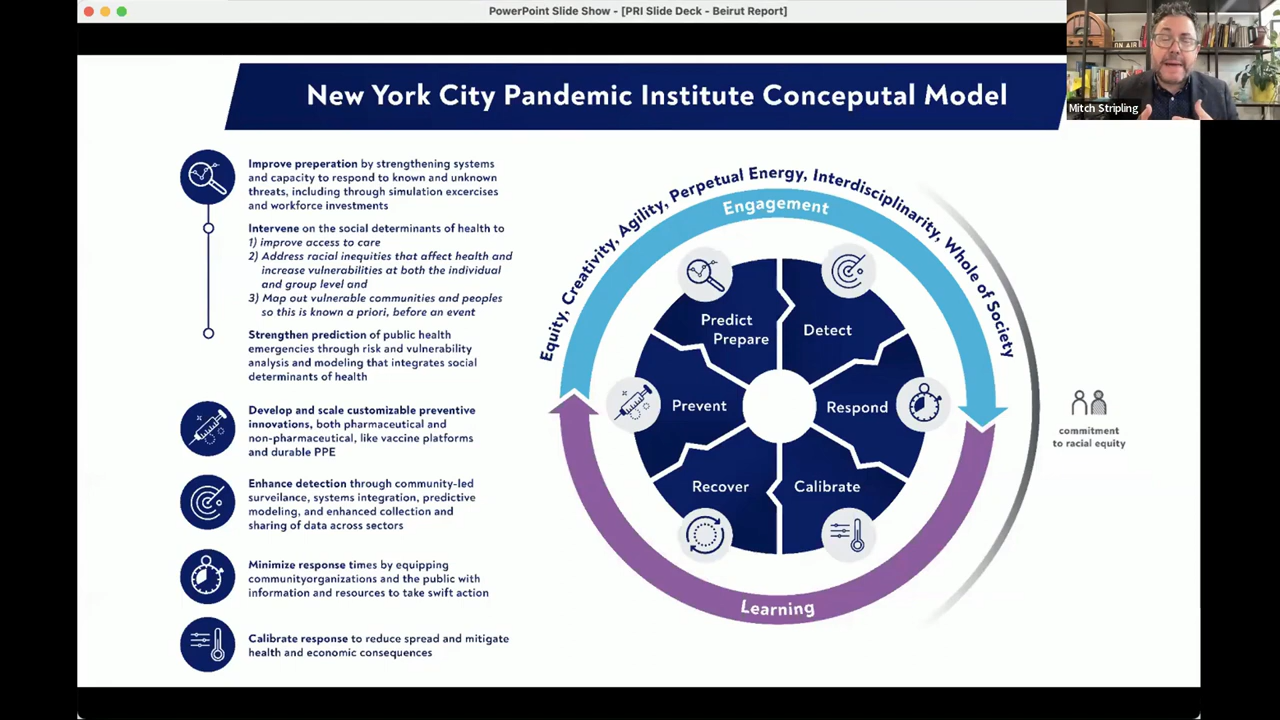 PowerPoint Slide Show - [PRI Slide Deck - Beirut Report]
ON AIR
Mitch Stripling
New York City Pandemic Institute Conceputal Model
Improve preparation by strengthening systems
and capacity to respond to known and unknown
threats, including through simulation excercises
and workforce investments
Intervene on the social determinants of health to
1) improve access to care
2) Address racial inequities that affect health and
increase vulnerabilities at both the individual
and group level and
3) Map out vulnerable communities and peoples
so this is known a priori, before an event
Strengthen prediction of public health
emergencies through risk and vulnerability
analysis and modeling that integrates social
determinants of health
Develop and scale customizable preventive
innovations, both pharmaceutical and
non-pharmaceutical, like vaccine platforms
and durable PPE
Enhance detection through community-led
surveilance, systems integration, predictive
modeling, and enhanced collection and
sharing of data across sectors
Minimize response times by equipping
communityorganizations and the public with
information and resources to take swift action
Calibrate response to reduce spread and mitigate
health and economic consequences
Equity, Creativity, Agility, Perpetual Energy, Interdisciplinarity, Whole of Society
Engagement
Predict
Prepare
Detect
Prevent
Respond
Recover
Calibrate
Learning
commitment
to racial equity